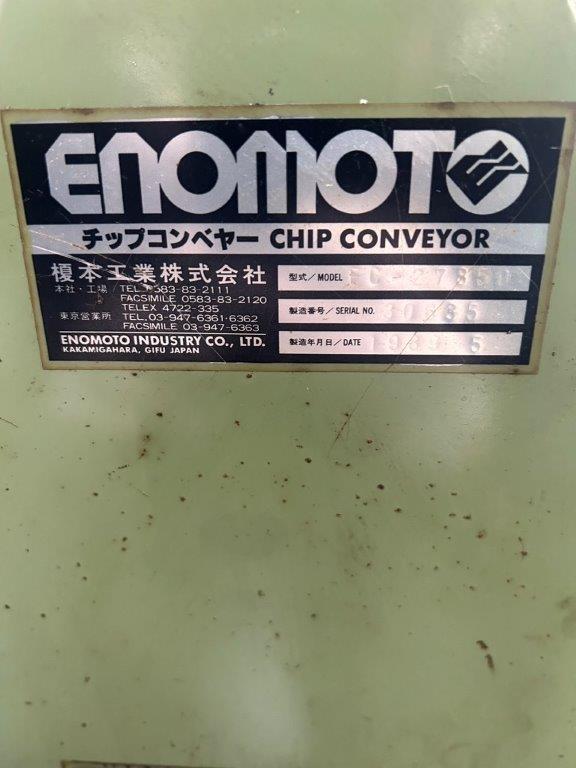 ENOMOTO
チップコンベヤー CHIP CONVEYOR
榎本工業株式会社
本社・工場 TEL 0583-83-2111
FACSIMILE 0583-83-2120
TELEX 4722-335
東京営業所 TEL 03-947-6361・6362
FACSIMILE 03-947-6363
ENOMOTO INDUSTRY CO., LTD.
KAKAMIGAHARA, GIFU JAPAN
型式/MODEL
製造番号/SERIAL NO.
製造年月日/DATE